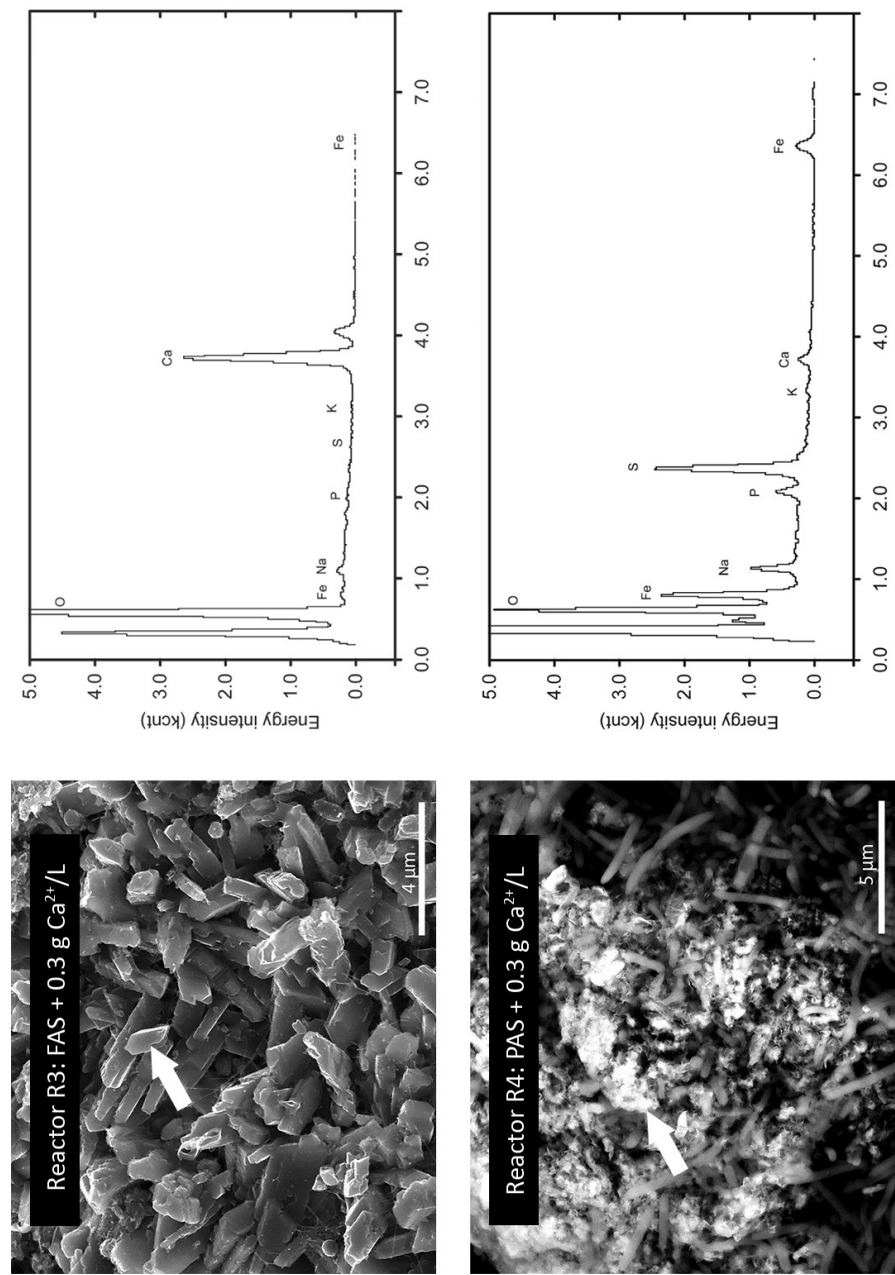 Reactor R3: FAS + 0.3 g Ca²⁺/L
4 µm
Energy intensity (kcnt)
5.0
4.0
3.0
2.0
1.0
0.0
0.0 1.0 2.0 3.0 4.0 5.0 6.0 7.0
O
Fe
Na
P
S
K
Ca
Fe
Reactor R4: PAS + 0.3 g Ca²⁺/L
5 µm
Energy intensity (kcnt)
5.0
4.0
3.0
2.0
1.0
0.0
0.0 1.0 2.0 3.0 4.0 5.0 6.0 7.0
O
Fe
Na
P
S
K
Ca
Fe